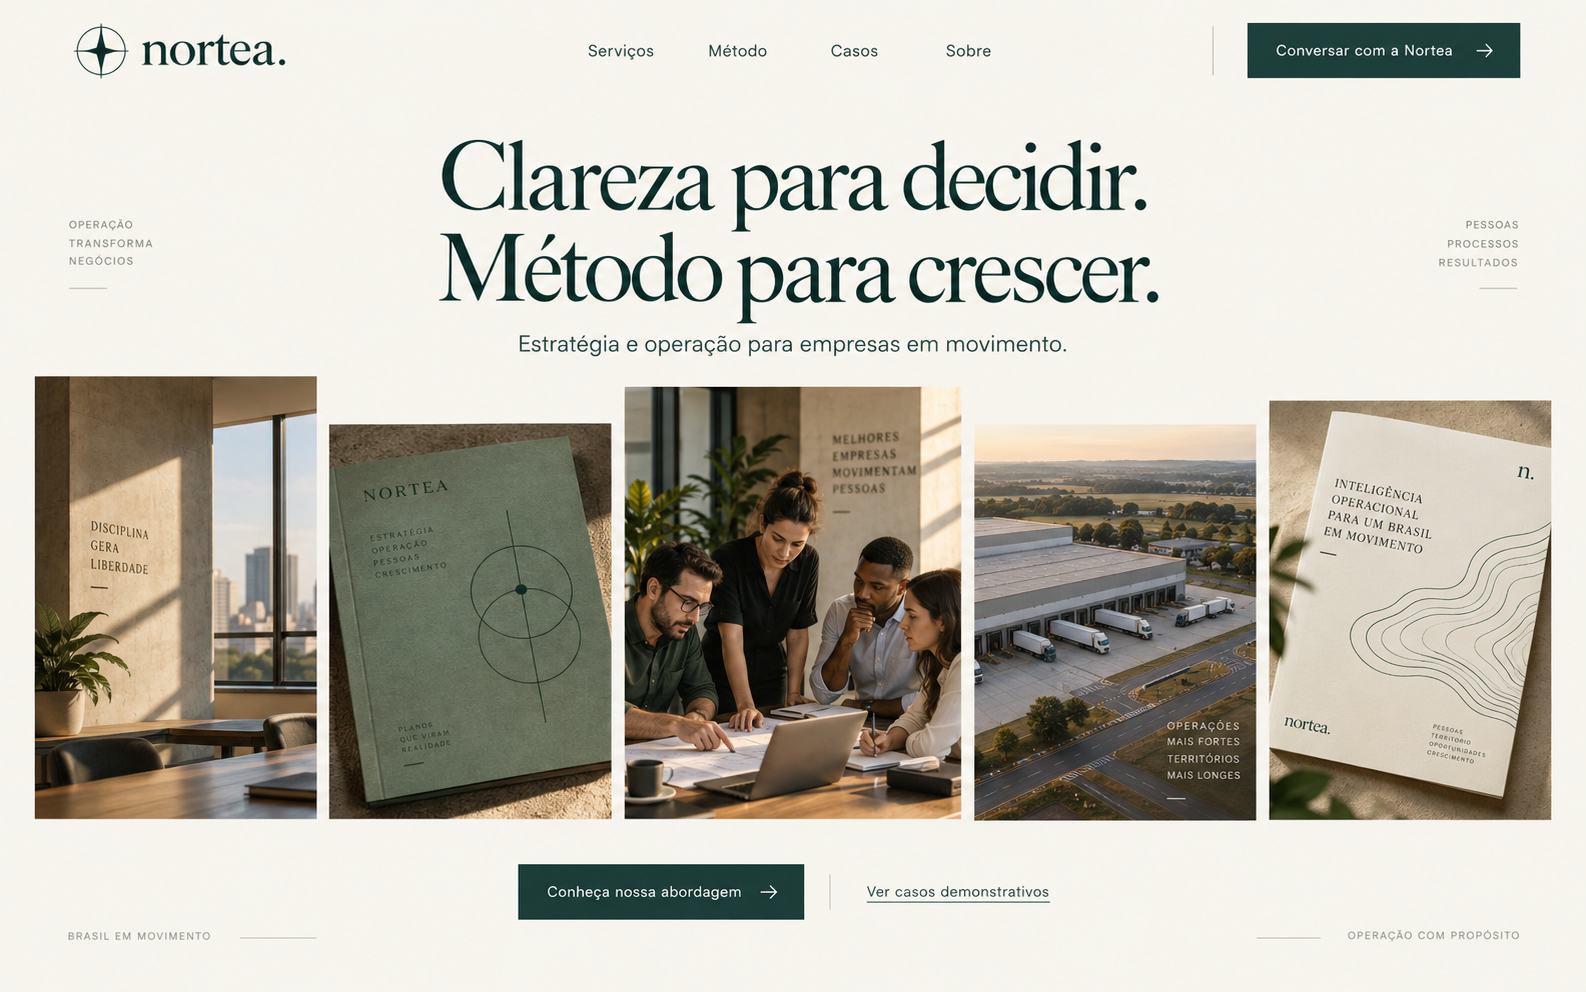 nortea.
Serviços
Método
Casos
Sobre
Conversar com a Nortea
Clareza para decidir.
Método para crescer.
Estratégia e operação para empresas em movimento.
OPERAÇÃO
TRANSFORMA
NEGÓCIOS
PESSOAS
PROCESSOS
RESULTADOS
DISCIPLINA
GERA
LIBERDADE
NORTEA
ESTRATÉGIA
OPERAÇÃO
PESSOAS
CRESCIMENTO
PLANOS
QUE VIRAM
REALIDADE
MELHORES
EMPRESAS
MOVIMENTAM
PESSOAS
OPERAÇÕES
MAIS FORTES
TERRITÓRIOS
MAIS LONGES
n.
INTELIGÊNCIA
OPERACIONAL
PARA UM BRASIL
EM MOVIMENTO
nortea.
PESSOAS
TERRITÓRIO
OPORTUNIDADES
CRESCIMENTO
Conheça nossa abordagem
Ver casos demonstrativos
BRASIL EM MOVIMENTO
OPERAÇÃO COM PROPÓSITO